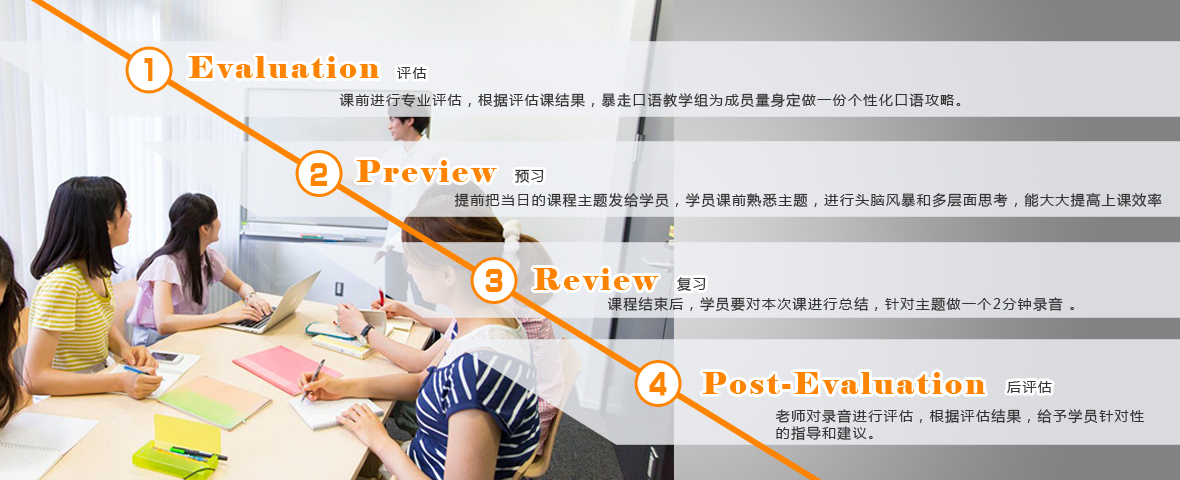 1 Evaluation 评估
课前进行专业评估，根据评估课结果，暴走口语教学组为成员量身定做一份个性化口语攻略。
2 Preview 预习
提前把当日的课程主题发给学员，学员课前熟悉主题，进行头脑风暴和多层面思考，能大大提高上课效率
3 Review 复习
课程结束后，学员要对本次课进行总结，针对主题做一个2分钟录音 。
4 Post-Evaluation 后评估
老师对录音进行评估，根据评估结果，给予学员针对性
的指导和建议。